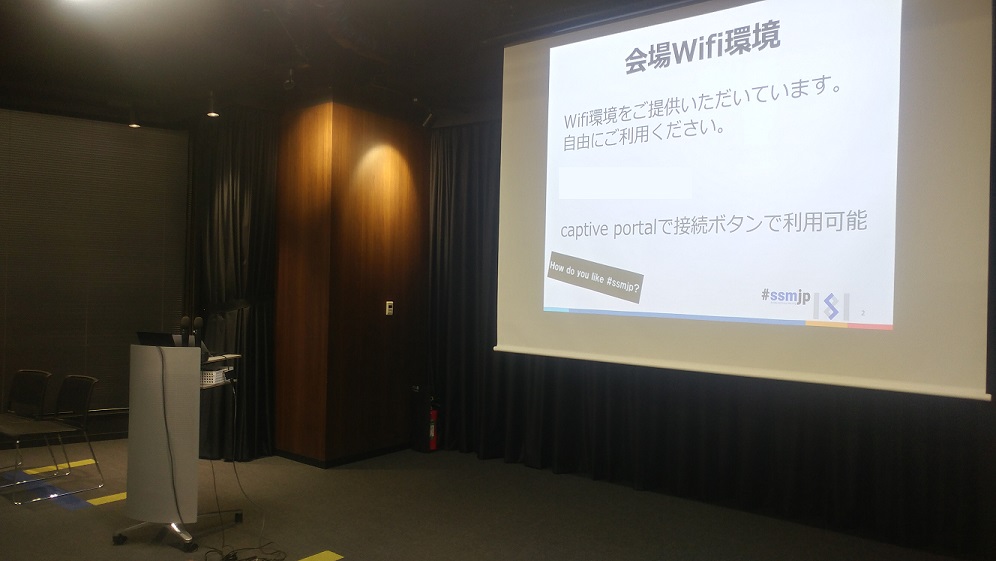 会場Wifi環境
Wifi環境をご提供いただいています。
自由にご利用ください。
captive portalで接続ボタンで利用可能
How do you like #ssmjp?
#ssmjp
2